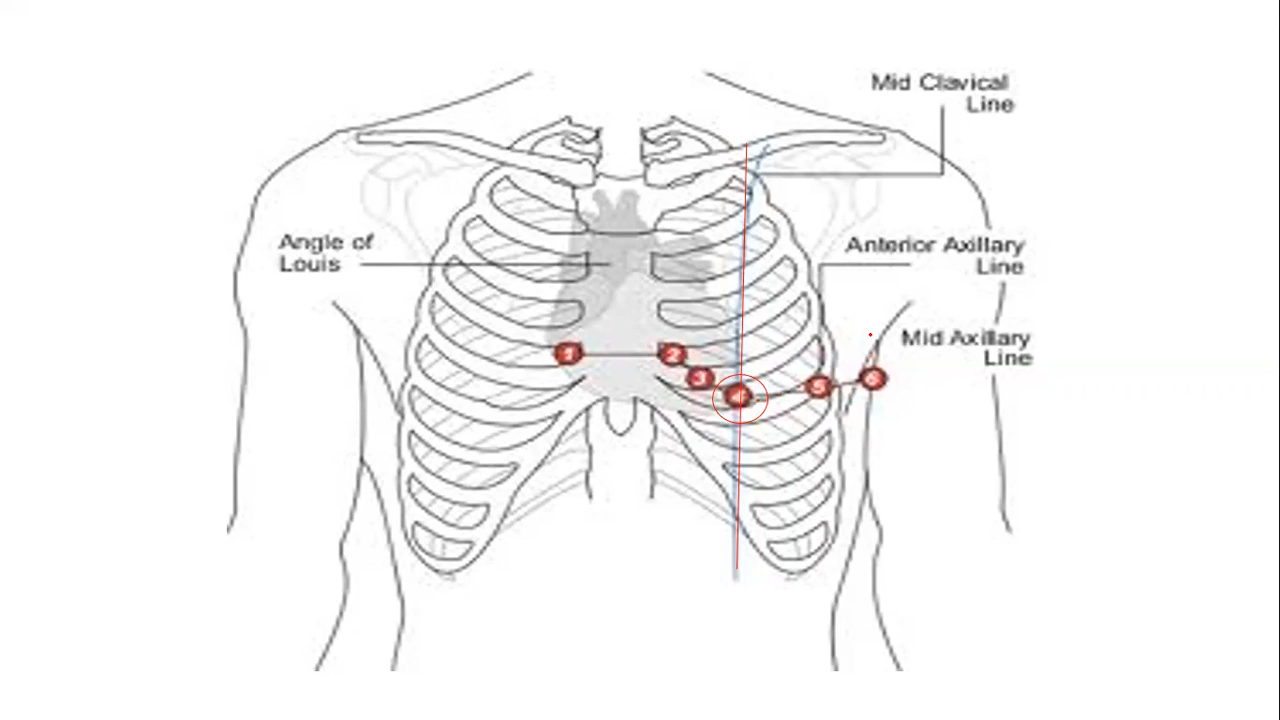 Mid Clavical
Line
Angle of
Louis
Anterior Axillary
Line
Mid Axillary
Line
1
2
3
4
5
6